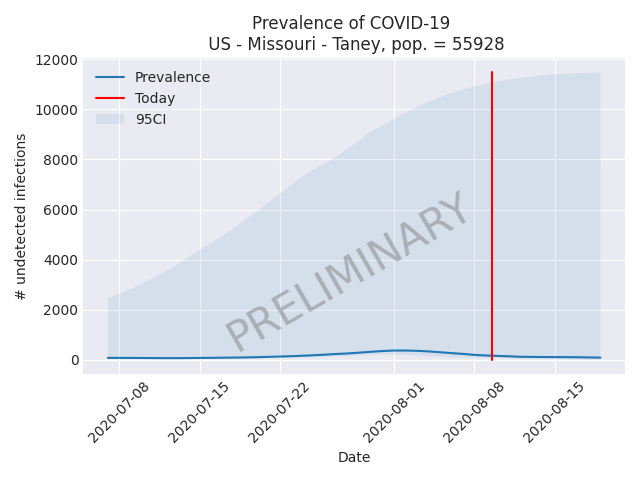 Prevalence of COVID-19
US - Missouri - Taney, pop. = 55928
Prevalence
Today
95CI
12000
10000
8000
6000
4000
2000
0
# undetected infections
PRELIMINARY
2020-07-08
2020-07-15
2020-07-22
2020-08-01
2020-08-08
2020-08-15
Date